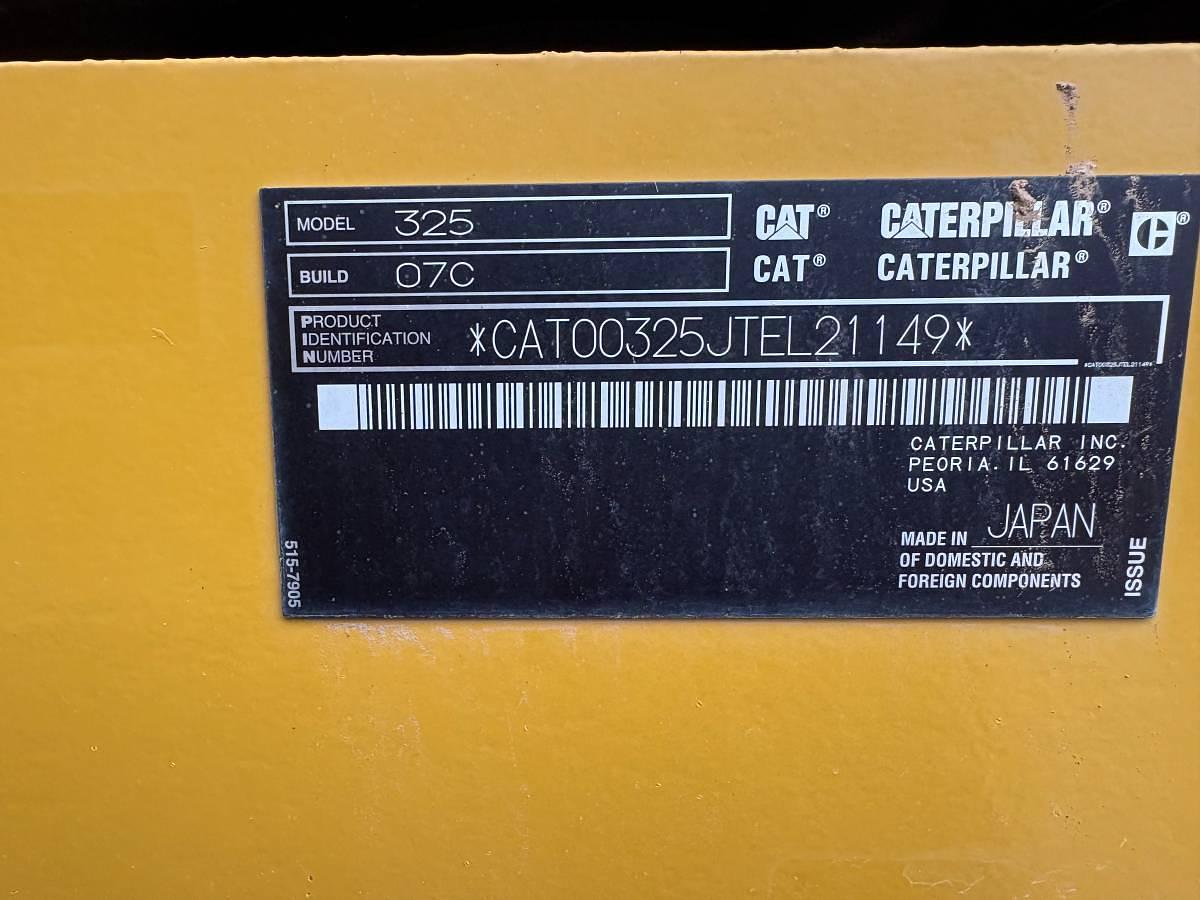 MODEL 325
BUILD 07C
CAT® CATERPILLAR® C®
CAT® CATERPILLAR®
PRODUCT
IDENTIFICATION
NUMBER
*CAT00325JTEL21149*
*CAT00325JTEL21149*
CATERPILLAR INC.
PEORIA. IL 61629
USA
MADE IN JAPAN
OF DOMESTIC AND
FOREIGN COMPONENTS
515-7905
ISSUE